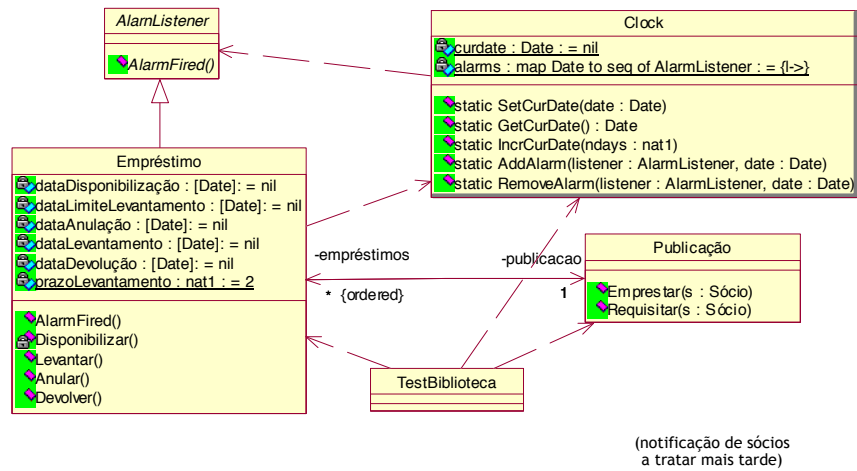 AlarnListener
AlarmFired()
Clock
curdate : Date : = nil
alarms : map Date to seq of AlarmListener : = {|->}
static SetCurDate(date : Date)
static GetCurDate() : Date
static IncrCurDate(ndays : nat1)
static AddAlarm(listener : AlarmListener, date : Date)
static RemoveAlarm(listener : AlarmListener, date : Date)
Empréstimo
dataDisponibilização : [Date]: = nil
dataLimiteLevantamento : [Date]: = nil
dataAnulação : [Date]: = nil
dataLevantamento : [Date]: = nil
dataDevolução : [Date]: = nil
prazoLevantamento : nat1 : = 2
AlarmFired()
Disponibilizar()
Levantar()
Anular()
Devolver()
-empréstimos
-publicacao
* {ordered}
1
Publicação
Emprestar(s : Sócio)
Requisitar(s : Sócio)
TestBiblioteca
(notificação de sócios
a tratar mais tarde)